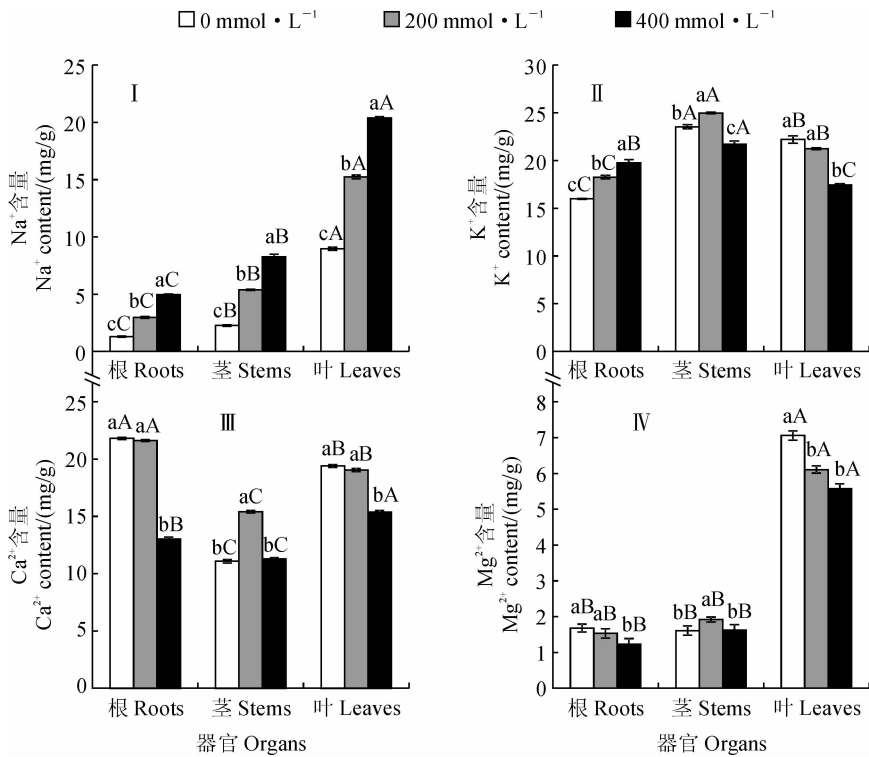 0 mmol · L⁻¹ 200 mmol · L⁻¹ 400 mmol · L⁻¹
Ⅰ
Na⁺含量
Na⁺ content/(mg/g)
25
20
15
10
5
0
cC bC aC
cB bB aB
cA bA aA
根 Roots 茎 Stems 叶 Leaves
Ⅱ
K⁺含量
K⁺ content/(mg/g)
30
25
20
15
10
5
0
cC bC aB
bA aA cA
aB aB bC
根 Roots 茎 Stems 叶 Leaves
Ⅲ
Ca²⁺含量
Ca²⁺ content/(mg/g)
25
20
15
10
5
0
aA aA bB
bC aC bC
aB aB bA
根 Roots 茎 Stems 叶 Leaves
器官 Organs
Ⅳ
Mg²⁺含量
Mg²⁺ content/(mg/g)
8
7
6
5
4
3
2
1
0
aB aB bB
bB aB bB
aA bA bA
根 Roots 茎 Stems 叶 Leaves
器官 Organs